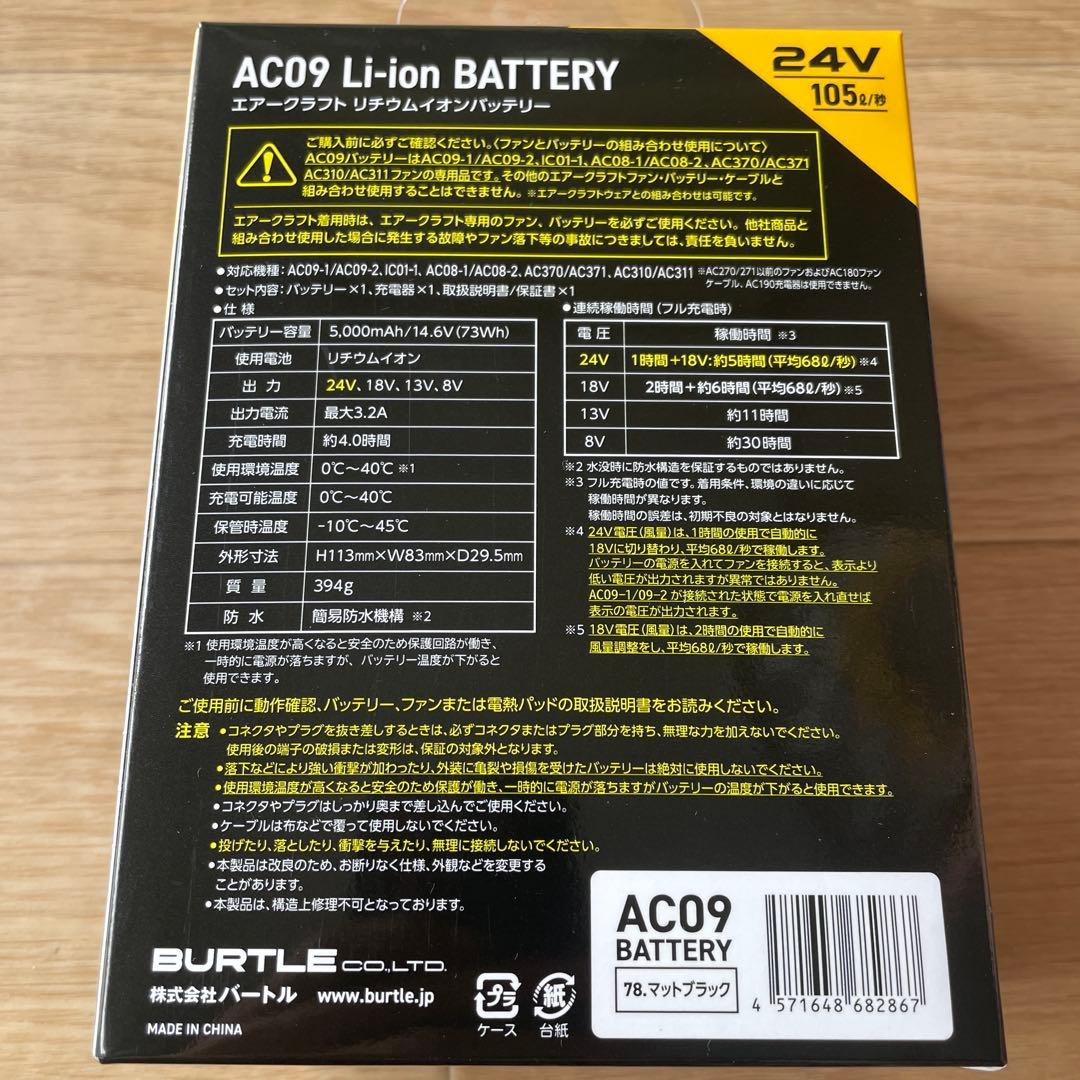 AC09 Li-ion BATTERY
エアークラフト リチウムイオンバッテリー
24V
105ℓ/秒
ご購入前に必ずご確認ください。〈ファンとバッテリーの組み合わせ使用について〉
AC09バッテリーはAC09-1/AC09-2、IC01-1、AC08-1/AC08-2、AC370/AC371
AC310/AC311ファンの専用品です。その他のエアークラフトファン・バッテリー・ケーブルと
組み合わせ使用することはできません。※エアークラフトウェアとの組み合わせは可能です。
エアークラフト着用時は、エアークラフト専用のファン、バッテリーを必ずご使用ください。他社商品と
組み合わせ使用した場合に発生する故障やファン落下等の事故につきましては、責任を負いません。
●対応機種：AC09-1/AC09-2、IC01-1、AC08-1/AC08-2、AC370/AC371、AC310/AC311 ※AC270/271以前のファンおよびAC180ファン
ケーブル、AC190充電器は使用できません。
●セット内容：バッテリー×1、充電器×1、取扱説明書/保証書×1
●仕様
バッテリー容量 5,000mAh/14.6V(73Wh)
使用電池 リチウムイオン
出力 24V、18V、13V、8V
出力電流 最大3.2A
充電時間 約4.0時間
使用環境温度 0℃〜40℃ ※1
充電可能温度 0℃〜40℃
保管時温度 -10℃〜45℃
外形寸法 H113mm×W83mm×D29.5mm
質量 394g
防水 簡易防水機構 ※2
※1 使用環境温度が高くなると安全のため保護回路が働き、
一時的に電源が落ちますが、バッテリー温度が下がると
使用できます。
●連続稼働時間（フル充電時）
電圧 稼働時間 ※3
24V 1時間＋18V：約5時間（平均68ℓ/秒）※4
18V 2時間＋約6時間（平均68ℓ/秒）※5
13V 約11時間
8V 約30時間
※2 水没時に防水構造を保証するものではありません。
※3 フル充電時の値です。着用条件、環境の違いに応じて
稼働時間が異なります。
稼働時間の誤差は、初期不良の対象とはなりません。
※4 24V電圧（風量）は、1時間の使用で自動的に
18Vに切り替わり、平均68ℓ/秒で稼働します。
バッテリーの電源を入れてファンを接続すると、表示より
低い電圧が出力されますが異常ではありません。
AC09-1/09-2 が接続された状態で電源を入れ直せば
表示の電圧が出力されます。
※5 18V電圧（風量）は、2時間の使用で自動的に
風量調整をし、平均68ℓ/秒で稼働します。
ご使用前に動作確認、バッテリー、ファンまたは電熱パッドの取扱説明書をお読みください。
注意 ●コネクタやプラグを抜き差しするときは、必ずコネクタまたはプラグ部分を持ち、無理な力を加えないでください。
使用後の端子の破損または変形は、保証の対象外となります。
●落下などにより強い衝撃が加わったり、外装に亀裂や損傷を受けたバッテリーは絶対に使用しないでください。
●使用環境温度が高くなると安全のため保護が働き、一時的に電源が落ちますがバッテリーの温度が下がると使用できます。
●コネクタやプラグはしっかり奥まで差し込んでご使用ください。
●ケーブルは布などで覆って使用しないでください。
●投げたり、落としたり、衝撃を与えたり、無理に接続しないでください。
●本製品は改良のため、お断りなく仕様、外観などを変更する
ことがあります。
●本製品は、構造上修理不可となっております。
BURTLE CO.,LTD.
株式会社バートル www.burtle.jp
MADE IN CHINA
プラ
ケース
紙
台紙
AC09
BATTERY
78.マットブラック
4 571648 682867